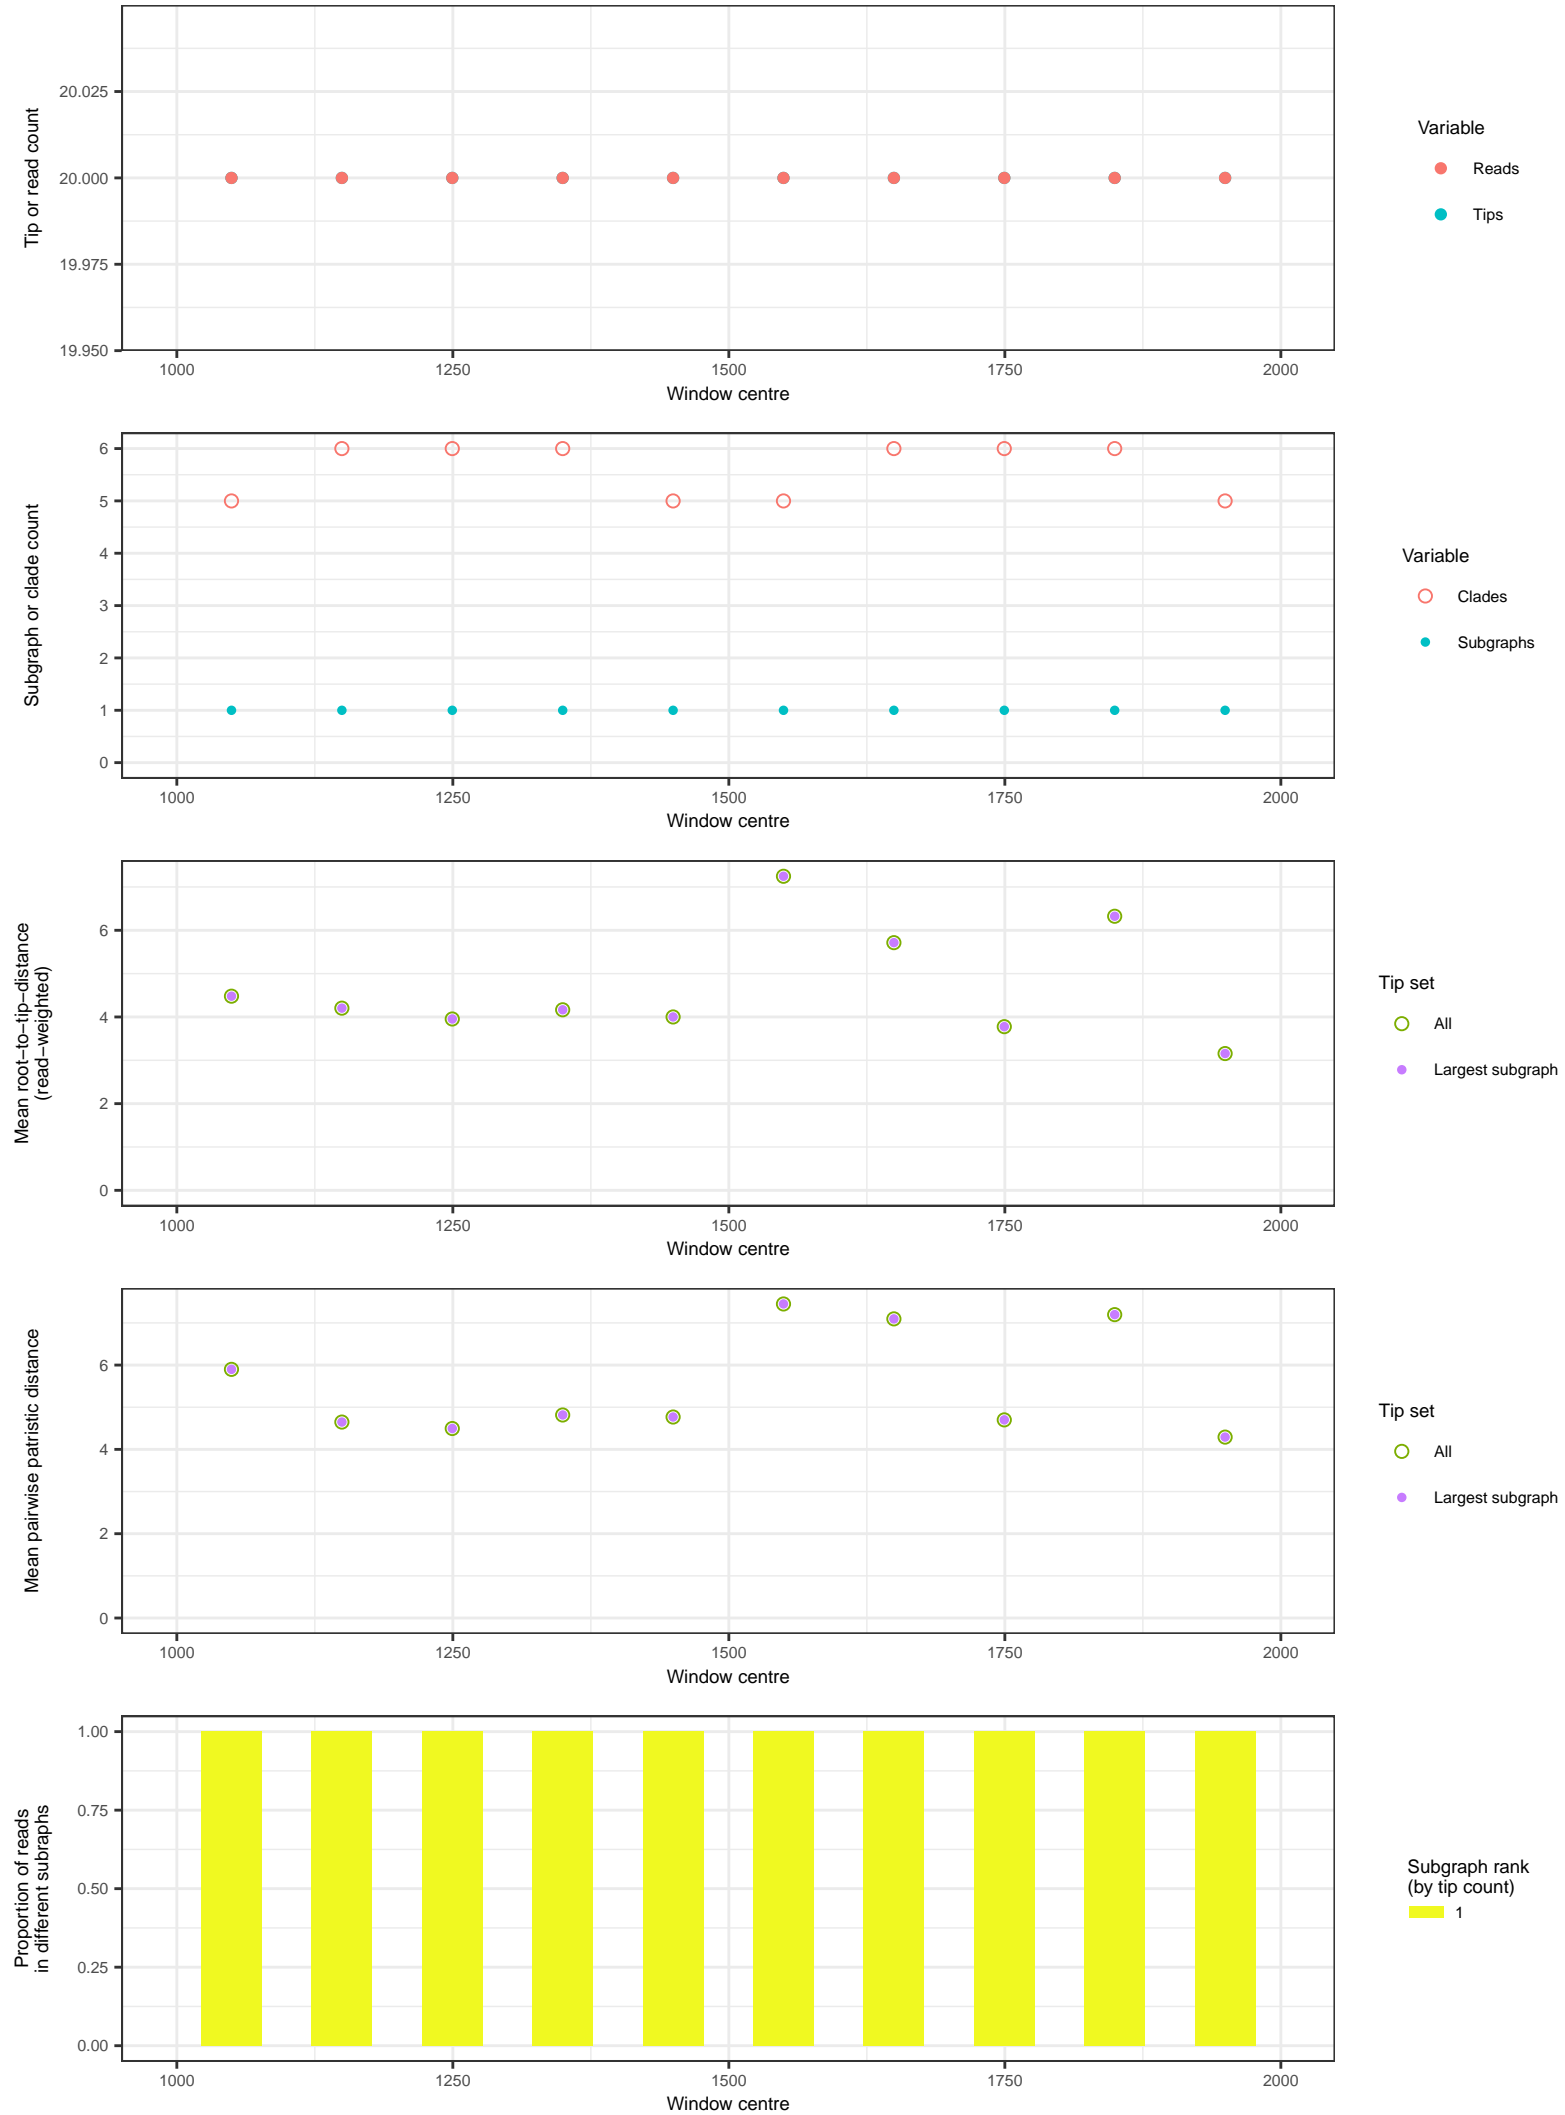 20.025
20.000
19.975
19.950
Tip or read count
1000 1250 1500 1750 2000
Window centre
Variable
Reads
Tips
6
5
4
3
2
1
0
Subgraph or clade count
1000 1250 1500 1750 2000
Window centre
Variable
Clades
Subgraphs
6
4
2
0
Mean root−to−tip−distance
(read−weighted)
1000 1250 1500 1750 2000
Window centre
Tip set
All
Largest subgraph
6
4
2
0
Mean pairwise patristic distance
1000 1250 1500 1750 2000
Window centre
Tip set
All
Largest subgraph
1.00
0.75
0.50
0.25
0.00
Proportion of reads
in different subraphs
1000 1250 1500 1750 2000
Window centre
Subgraph rank
(by tip count)
1